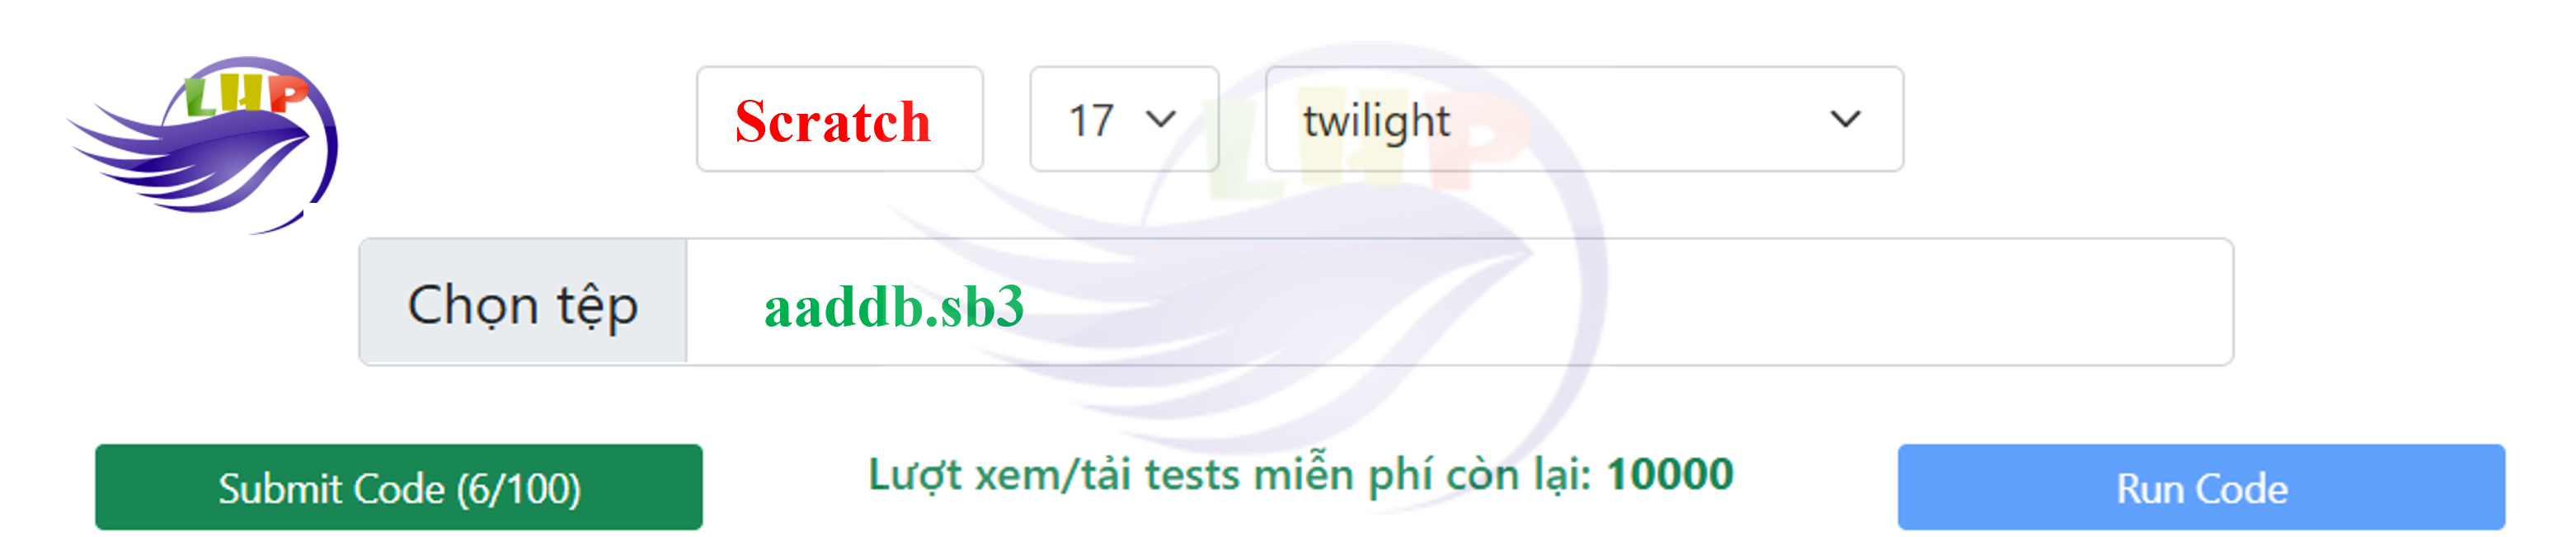 LHP
Scratch 17 twilight
LHP
Chọn tệp aaddb.sb3
Submit Code (6/100) Lượt xem/tải tests miễn phí còn lại: 10000 Run Code